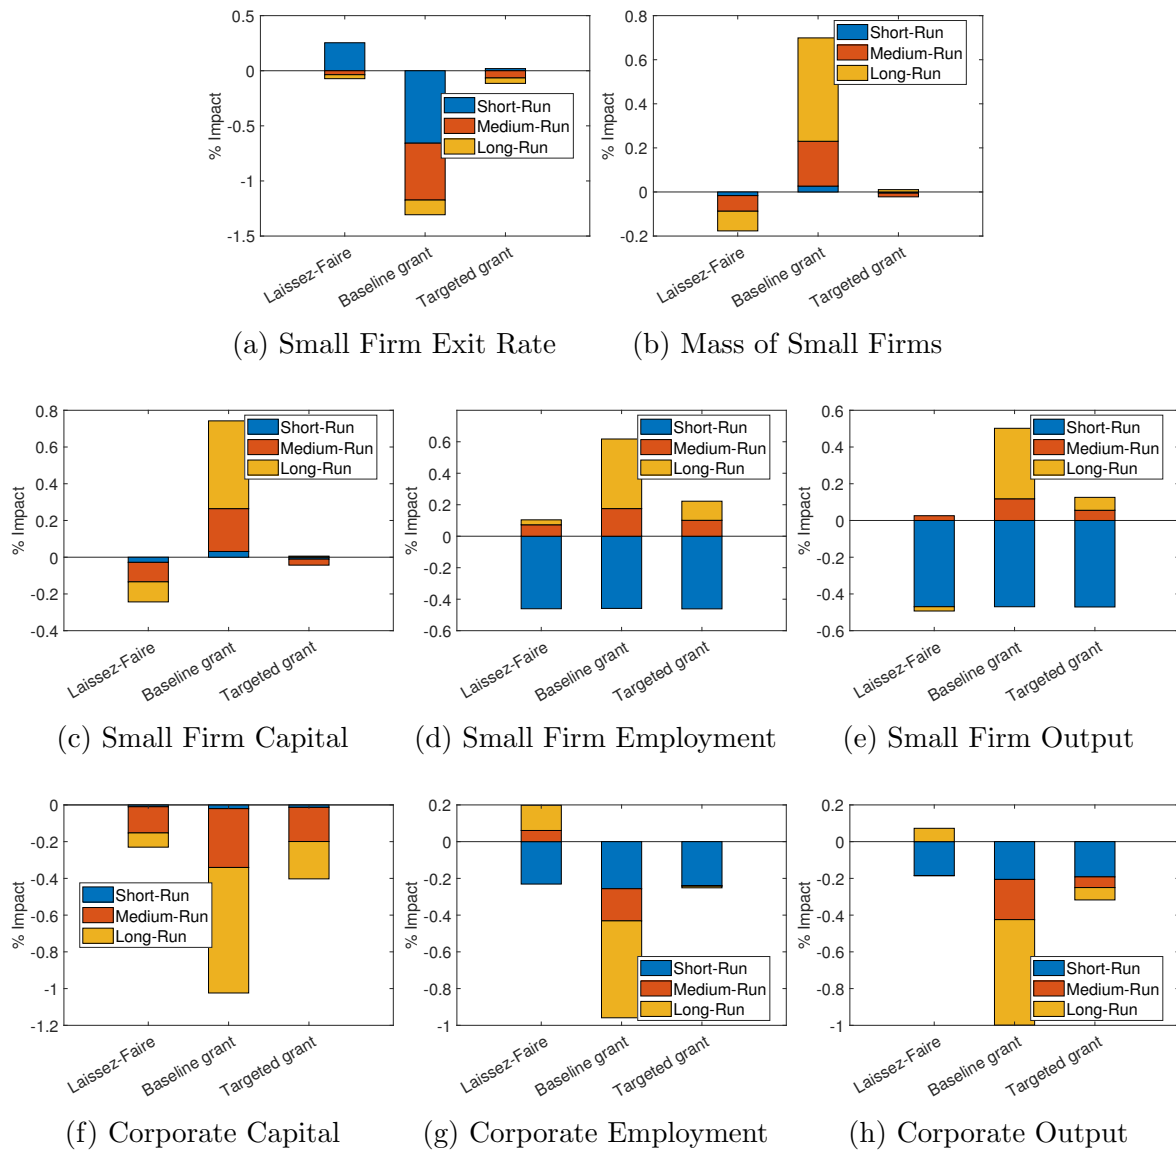 0.5
0
-0.5
-1
-1.5
% Impact
Short-Run
Medium-Run
Long-Run
Laissez-Faire
Baseline grant
Targeted grant
(a) Small Firm Exit Rate
0.8
0.6
0.4
0.2
0
-0.2
% Impact
Short-Run
Medium-Run
Long-Run
Laissez-Faire
Baseline grant
Targeted grant
(b) Mass of Small Firms
0.8
0.6
0.4
0.2
0
-0.2
-0.4
% Impact
Short-Run
Medium-Run
Long-Run
Laissez-Faire
Baseline grant
Targeted grant
(c) Small Firm Capital
0.6
0.4
0.2
0
-0.2
-0.4
-0.6
% Impact
Short-Run
Medium-Run
Long-Run
Laissez-Faire
Baseline grant
Targeted grant
(d) Small Firm Employment
0.6
0.4
0.2
0
-0.2
-0.4
-0.6
% Impact
Short-Run
Medium-Run
Long-Run
Laissez-Faire
Baseline grant
Targeted grant
(e) Small Firm Output
0
-0.2
-0.4
-0.6
-0.8
-1
-1.2
% Impact
Short-Run
Medium-Run
Long-Run
Laissez-Faire
Baseline grant
Targeted grant
(f) Corporate Capital
0.2
0
-0.2
-0.4
-0.6
-0.8
-1
% Impact
Short-Run
Medium-Run
Long-Run
Laissez-Faire
Baseline grant
Targeted grant
(g) Corporate Employment
0.2
0
-0.2
-0.4
-0.6
-0.8
-1
% Impact
Short-Run
Medium-Run
Long-Run
Laissez-Faire
Baseline grant
Targeted grant
(h) Corporate Output